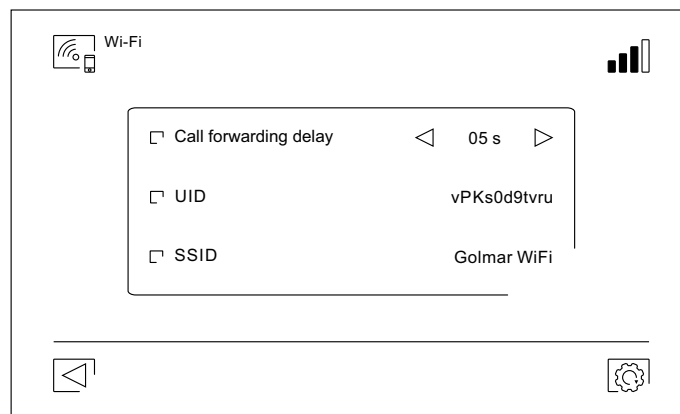 Wi-Fi
Call forwarding delay 05 s
UID vPKs0d9tvru
SSID Golmar WiFi